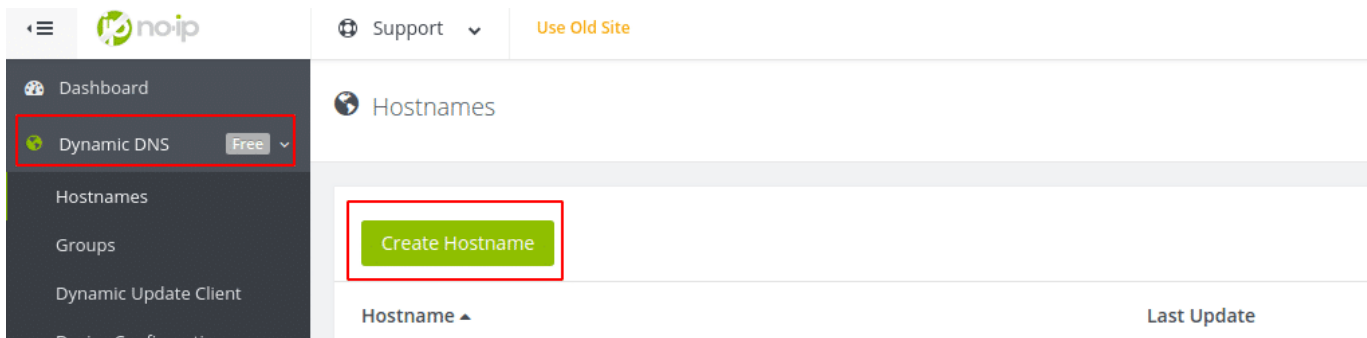 no-ip
Support
Use Old Site
Dashboard
Dynamic DNS Free
Hostnames
Groups
Dynamic Update Client
Hostnames
Create Hostname
Hostname Last Update